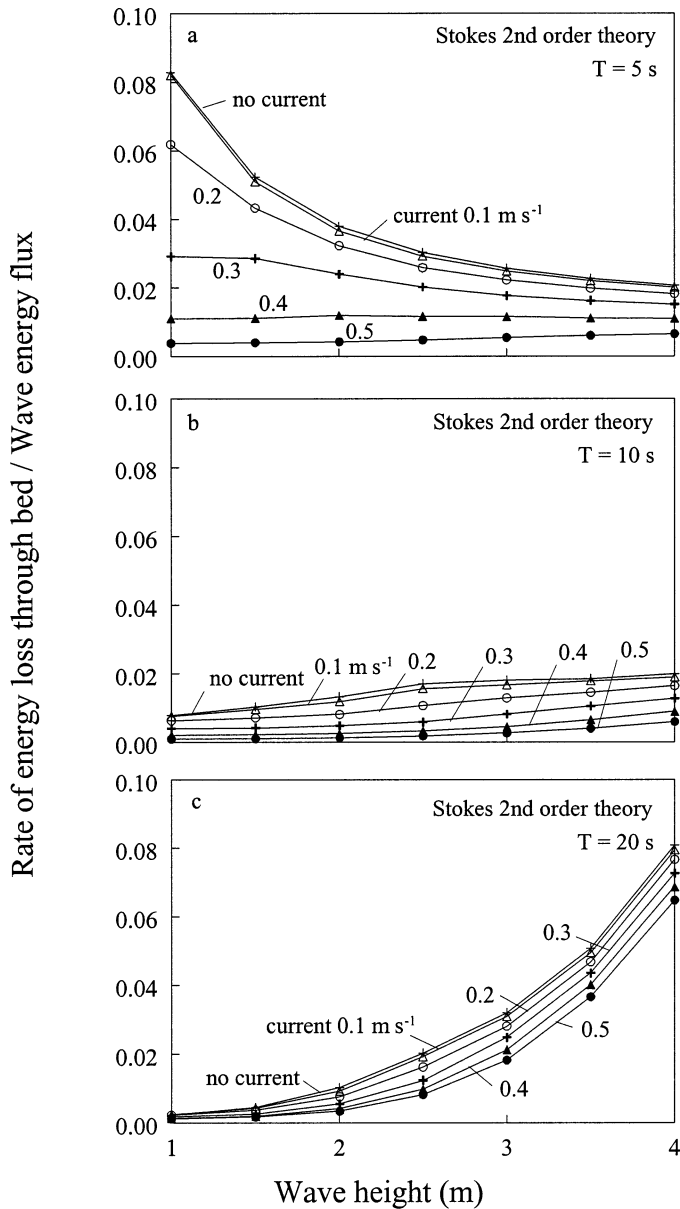 Rate of energy loss through bed / Wave energy flux
0.10
a
Stokes 2nd order theory
T = 5 s
0.08
no current
0.06
0.2
current 0.1 m s-1
0.04
0.3
0.02
0.4
0.5
0.00
0.10
b
Stokes 2nd order theory
T = 10 s
0.08
0.06
0.04
0.02
no current
0.1 m s-1
0.2
0.3
0.4
0.5
0.00
0.10
c
Stokes 2nd order theory
T = 20 s
0.08
0.06
0.3
0.04
0.2
current 0.1 m s-1
0.5
0.02
no current
0.4
0.00
1
2
3
4
Wave height (m)